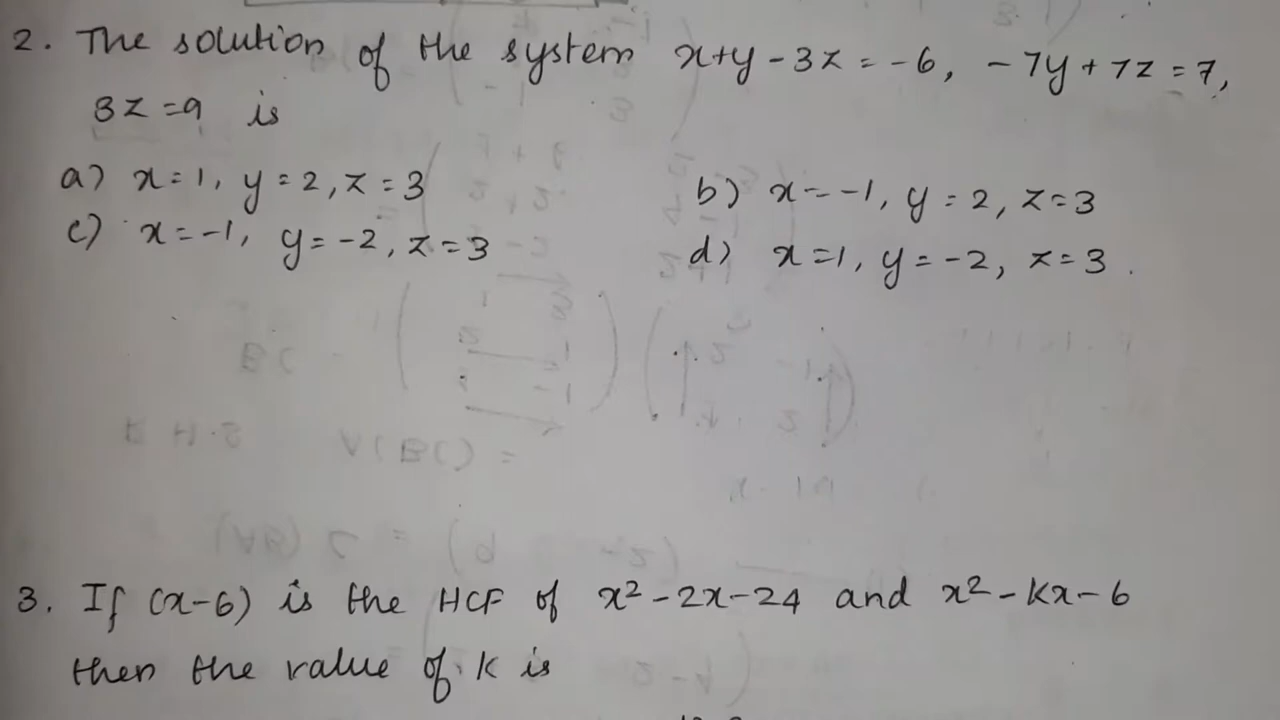 2. The solution of the system x+y-3z = -6, -7y+7z = 7,
3z = 9 is
a) x=1, y=2, z=3 b) x=-1, y=2, z=3
c) x=-1, y=-2, z=3 d) x=1, y=-2, z=3.
3. If (x-6) is the HCF of x²-2x-24 and x²-kx-6
then the value of k is